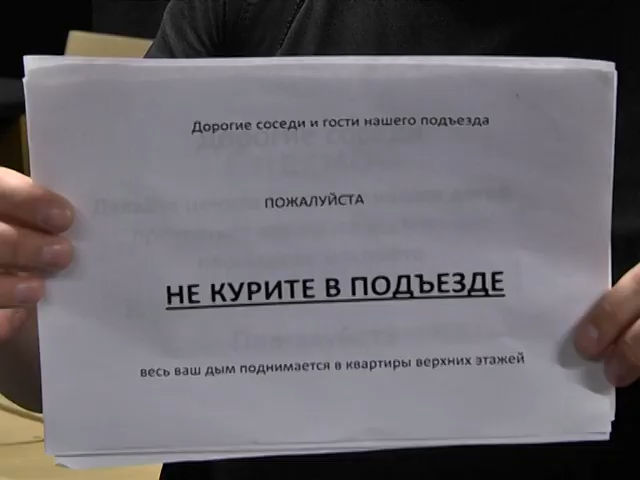 Дорогие соседи и гости нашего подъезда
ПОЖАЛУЙСТА
НЕ КУРИТЕ В ПОДЪЕЗДЕ
весь ваш дым поднимается в квартиры верхних этажей